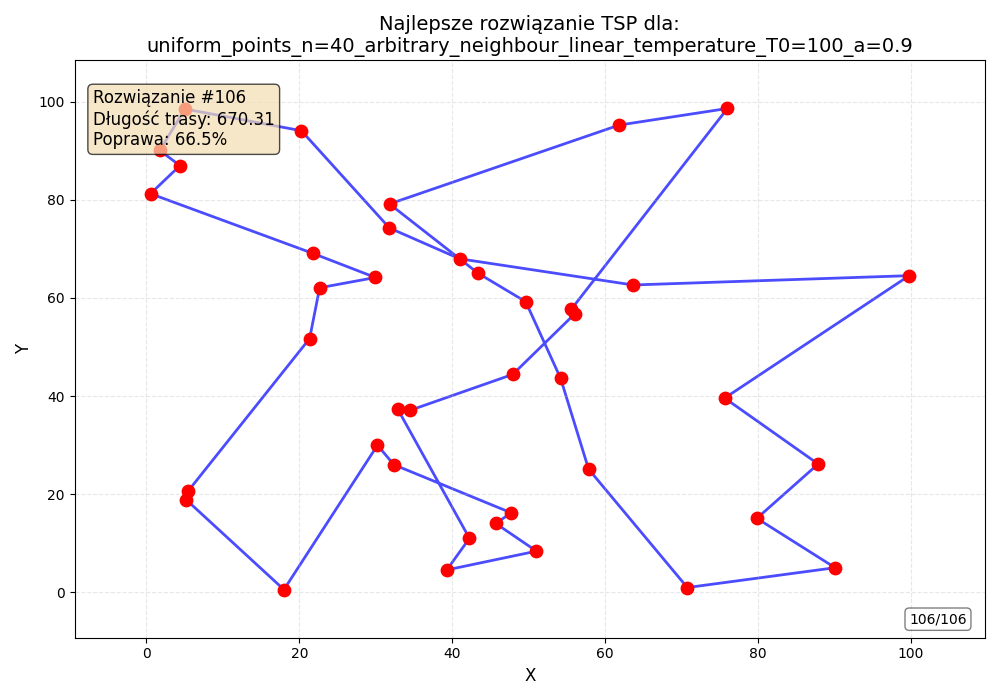 Najlepsze rozwiązanie TSP dla:
uniform_points_n=40_arbitrary_neighbour_linear_temperature_T0=100_a=0.9
Rozwiązanie #106
Długość trasy: 670.31
Poprawa: 66.5%
100
80
60
40
20
0
Y
106/106
0 20 40 60 80 100
X